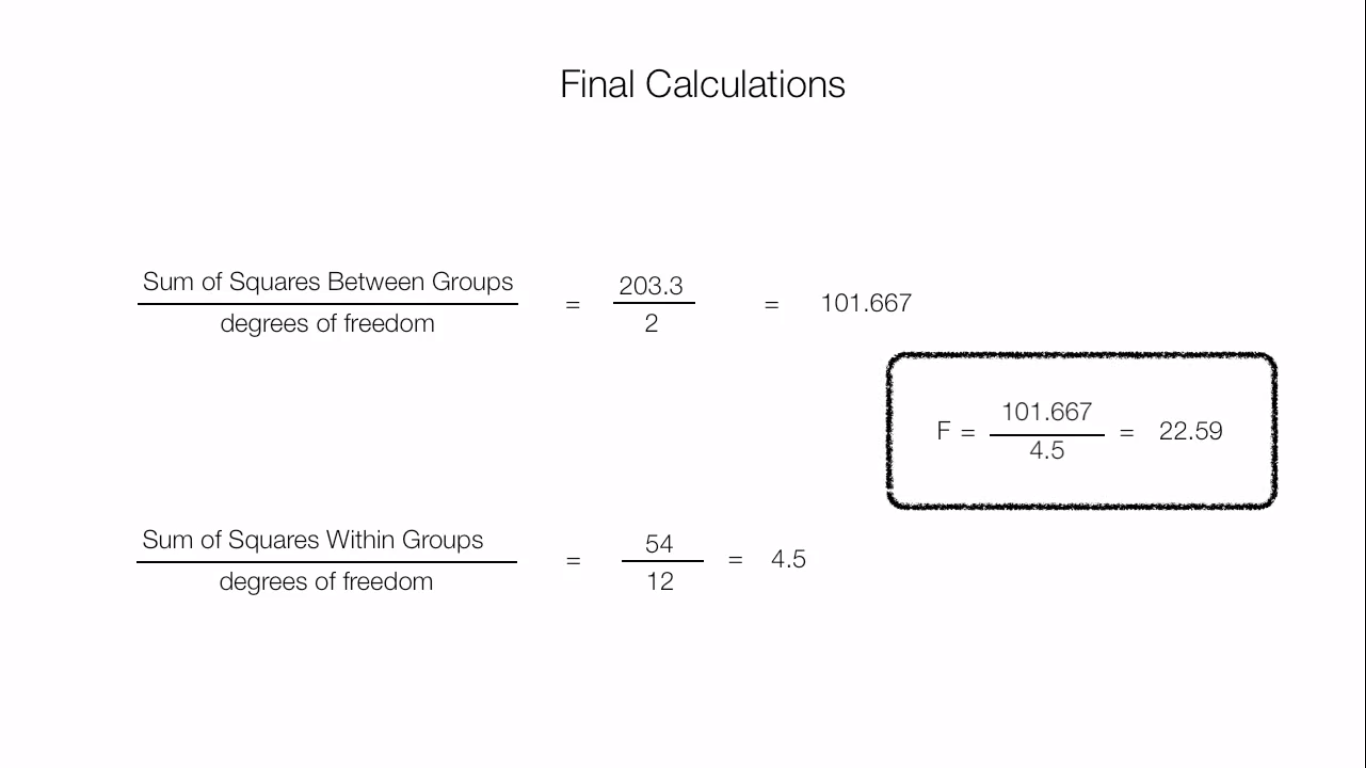 Final Calculations
Sum of Squares Between Groups
degrees of freedom
=
203.3
2
= 101.667
F =
101.667
4.5
= 22.59
Sum of Squares Within Groups
degrees of freedom
=
54
12
= 4.5